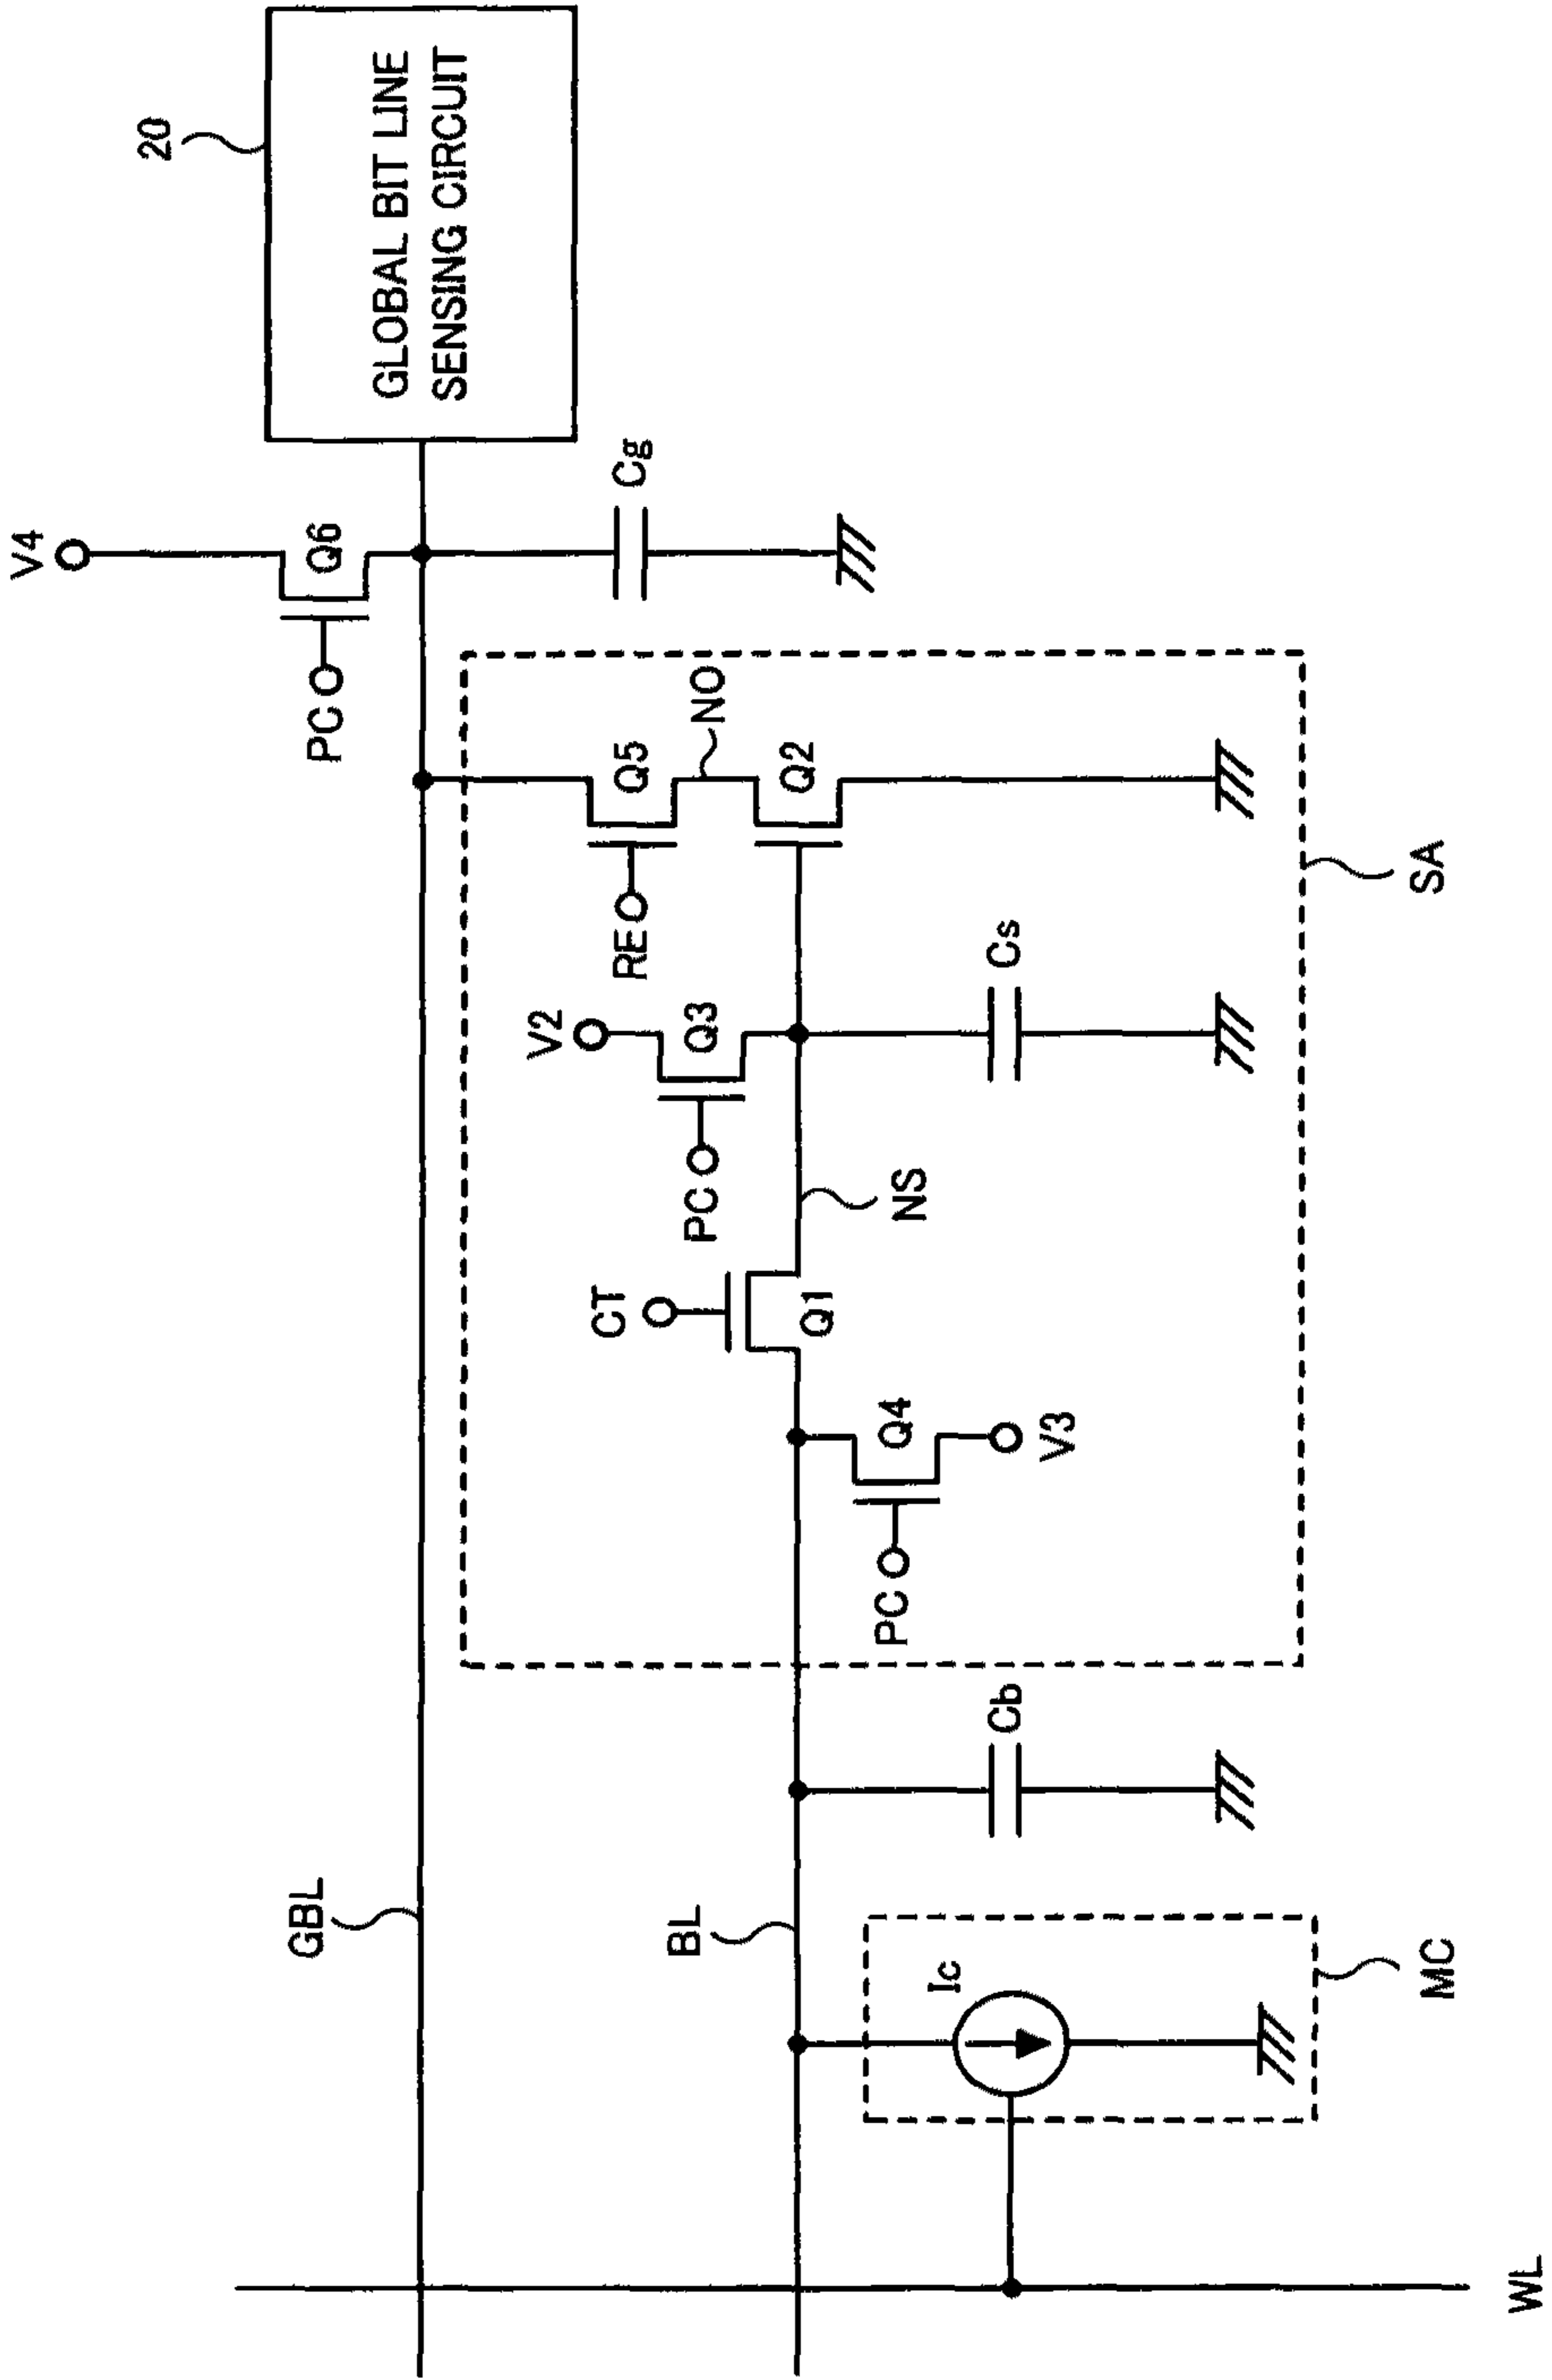 20
GLOBAL BIT LINE
SENSING CIRCUIT
V4
Q6
PC
Cg
GBL
RE
Q5
NO
Q2
V2
Q3
PC
Cs
NS
CT
Q1
Q4
PC
V3
SA
BL
Cb
Ic
MC
WL